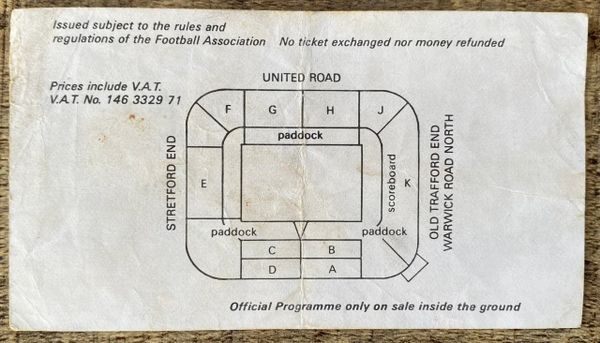 Issued subject to the rules and
regulations of the Football Association No ticket exchanged nor money refunded
Prices include V.A.T.
V.A.T. No. 146 3329 71
UNITED ROAD
F G H J
paddock
STRETFORD END
E
scoreboard
K
OLD TRAFFORD END
WARWICK ROAD NORTH
paddock paddock
C B
D A
Official Programme only on sale inside the ground